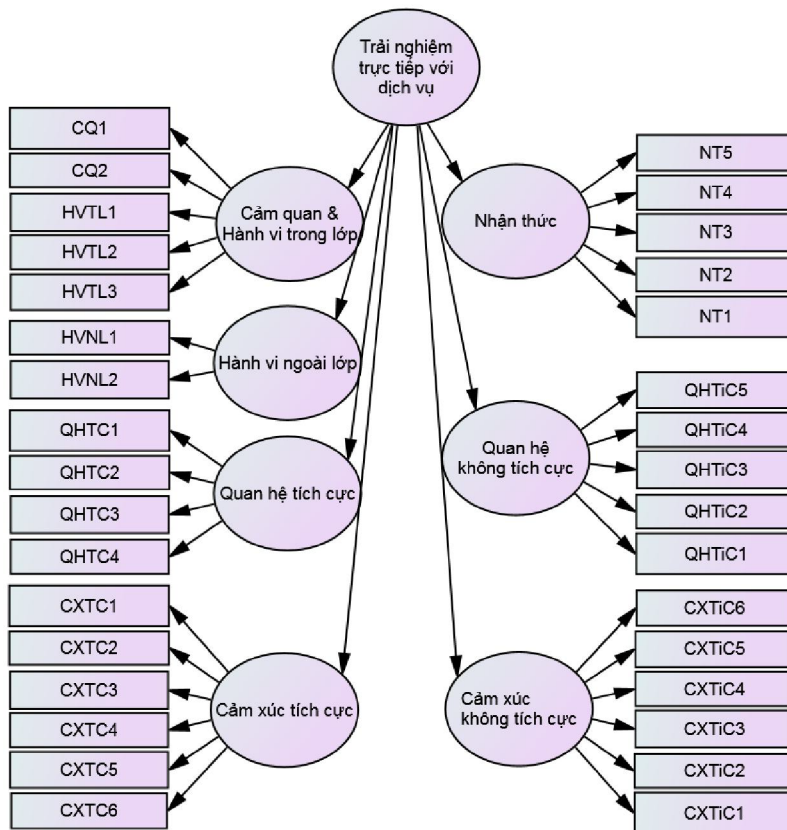 Trải nghiệm
trực tiếp với
dịch vụ
CQ1
CQ2
HVTL1
HVTL2
HVTL3
Cảm quan &
Hành vi trong lớp
HVNL1
HVNL2
Hành vi ngoài lớp
QHTC1
QHTC2
QHTC3
QHTC4
Quan hệ tích cực
CXTC1
CXTC2
CXTC3
CXTC4
CXTC5
CXTC6
Cảm xúc tích cực
Nhận thức
NT5
NT4
NT3
NT2
NT1
Quan hệ
không tích cực
QHTiC5
QHTiC4
QHTiC3
QHTiC2
QHTiC1
Cảm xúc
không tích cực
CXTiC6
CXTiC5
CXTiC4
CXTiC3
CXTiC2
CXTiC1